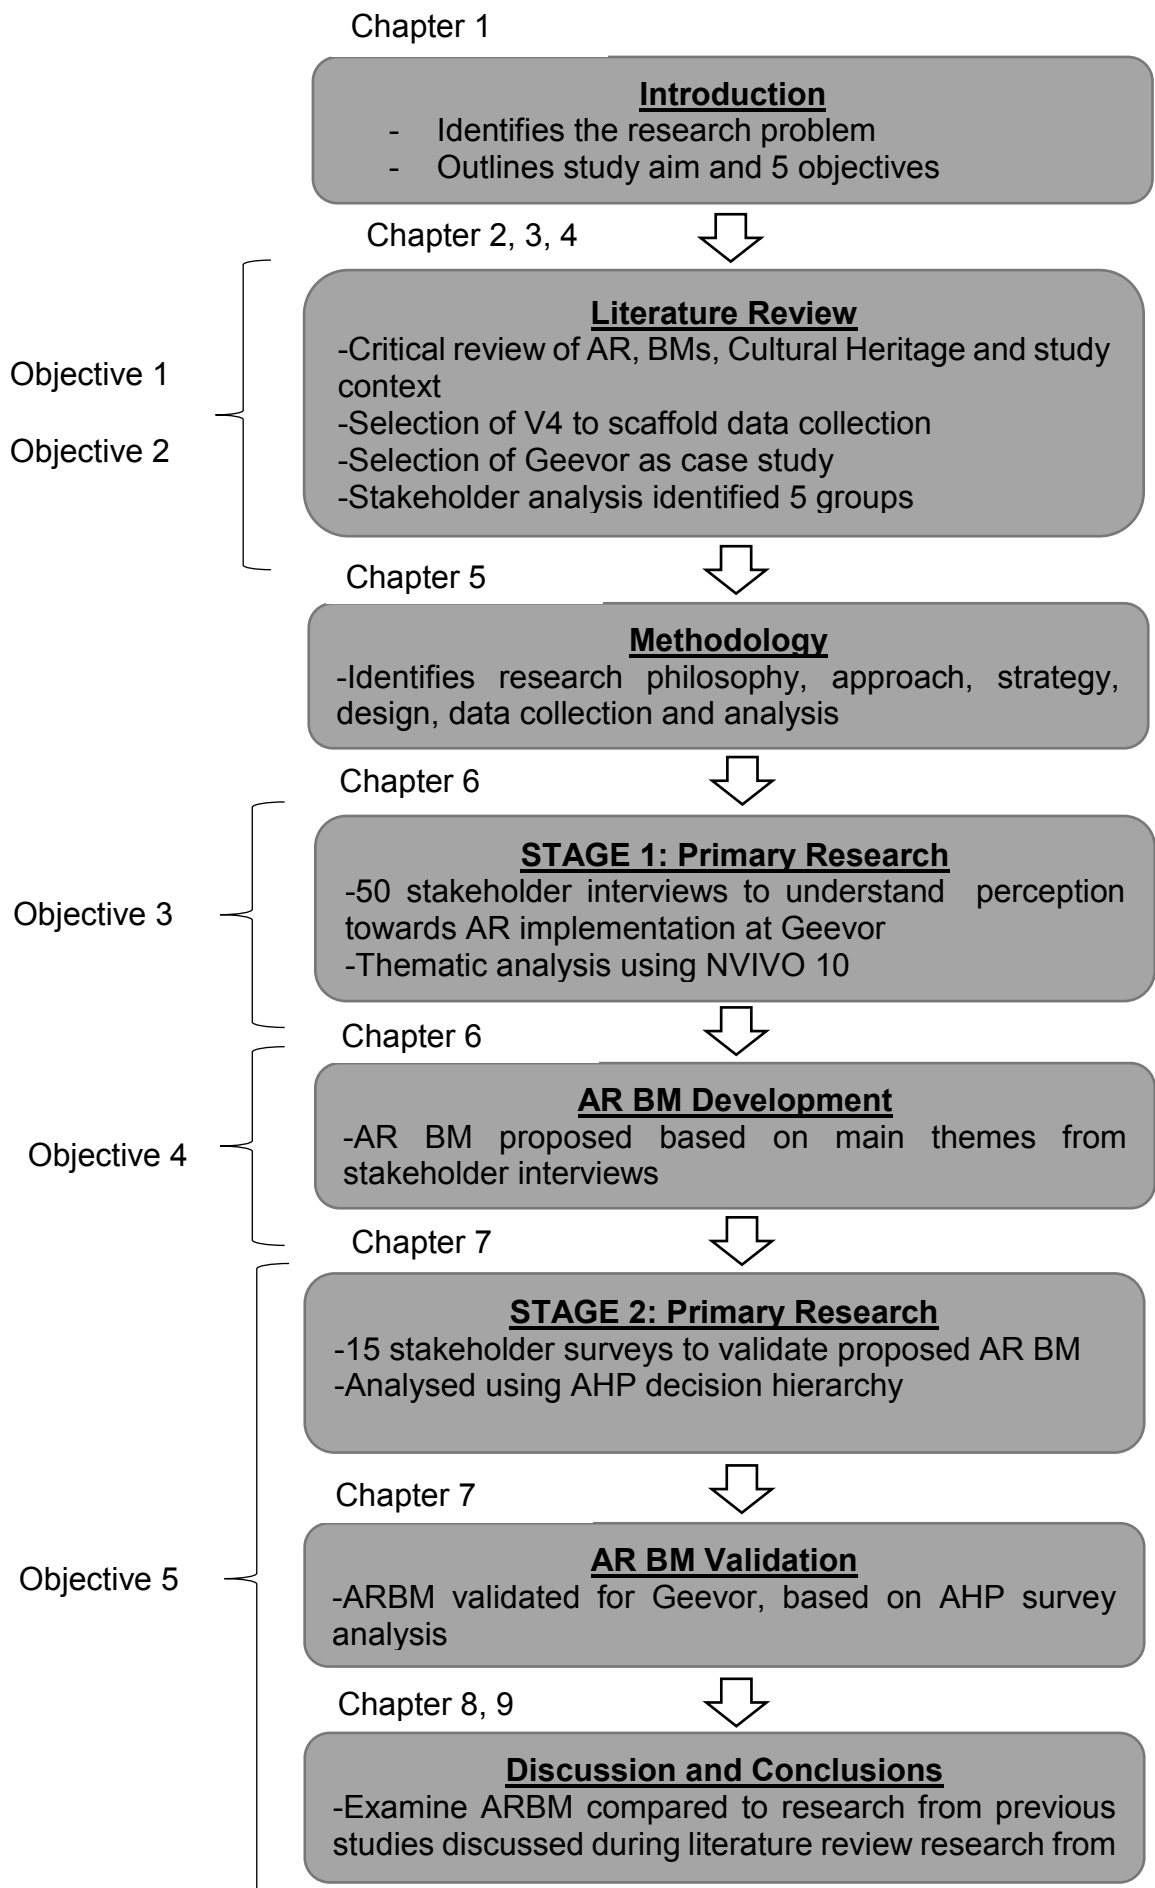 Chapter 1
Introduction
- Identifies the research problem
- Outlines study aim and 5 objectives
Chapter 2, 3, 4
Objective 1
Objective 2
Literature Review
-Critical review of AR, BMs, Cultural Heritage and study
context
-Selection of V4 to scaffold data collection
-Selection of Geevor as case study
-Stakeholder analysis identified 5 groups
Chapter 5
Methodology
-Identifies research philosophy, approach, strategy,
design, data collection and analysis
Chapter 6
Objective 3
STAGE 1: Primary Research
-50 stakeholder interviews to understand perception
towards AR implementation at Geevor
-Thematic analysis using NVIVO 10
Chapter 6
Objective 4
AR BM Development
-AR BM proposed based on main themes from
stakeholder interviews
Chapter 7
STAGE 2: Primary Research
-15 stakeholder surveys to validate proposed AR BM
-Analysed using AHP decision hierarchy
Chapter 7
Objective 5
AR BM Validation
-ARBM validated for Geevor, based on AHP survey
analysis
Chapter 8, 9
Discussion and Conclusions
-Examine ARBM compared to research from previous
studies discussed during literature review research from